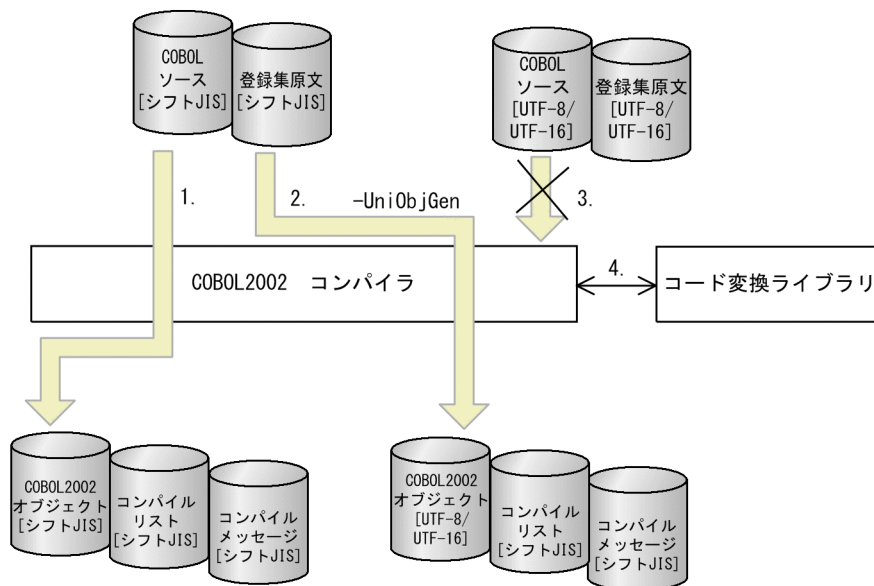 COBOL
ソース
[シフトJIS]
登録集原文
[シフトJIS]
COBOL
ソース
[UTF-8/
UTF-16]
登録集原文
[UTF-8/
UTF-16]
1.
2.
-UniObjGen
3.
COBOL2002 コンパイラ
4.
コード変換ライブラリ
COBOL2002
オブジェクト
[シフトJIS]
コンパイル
リスト
[シフトJIS]
コンパイル
メッセージ
[シフトJIS]
COBOL2002
オブジェクト
[UTF-8/
UTF-16]
コンパイル
リスト
[シフトJIS]
コンパイル
メッセージ
[シフトJIS]